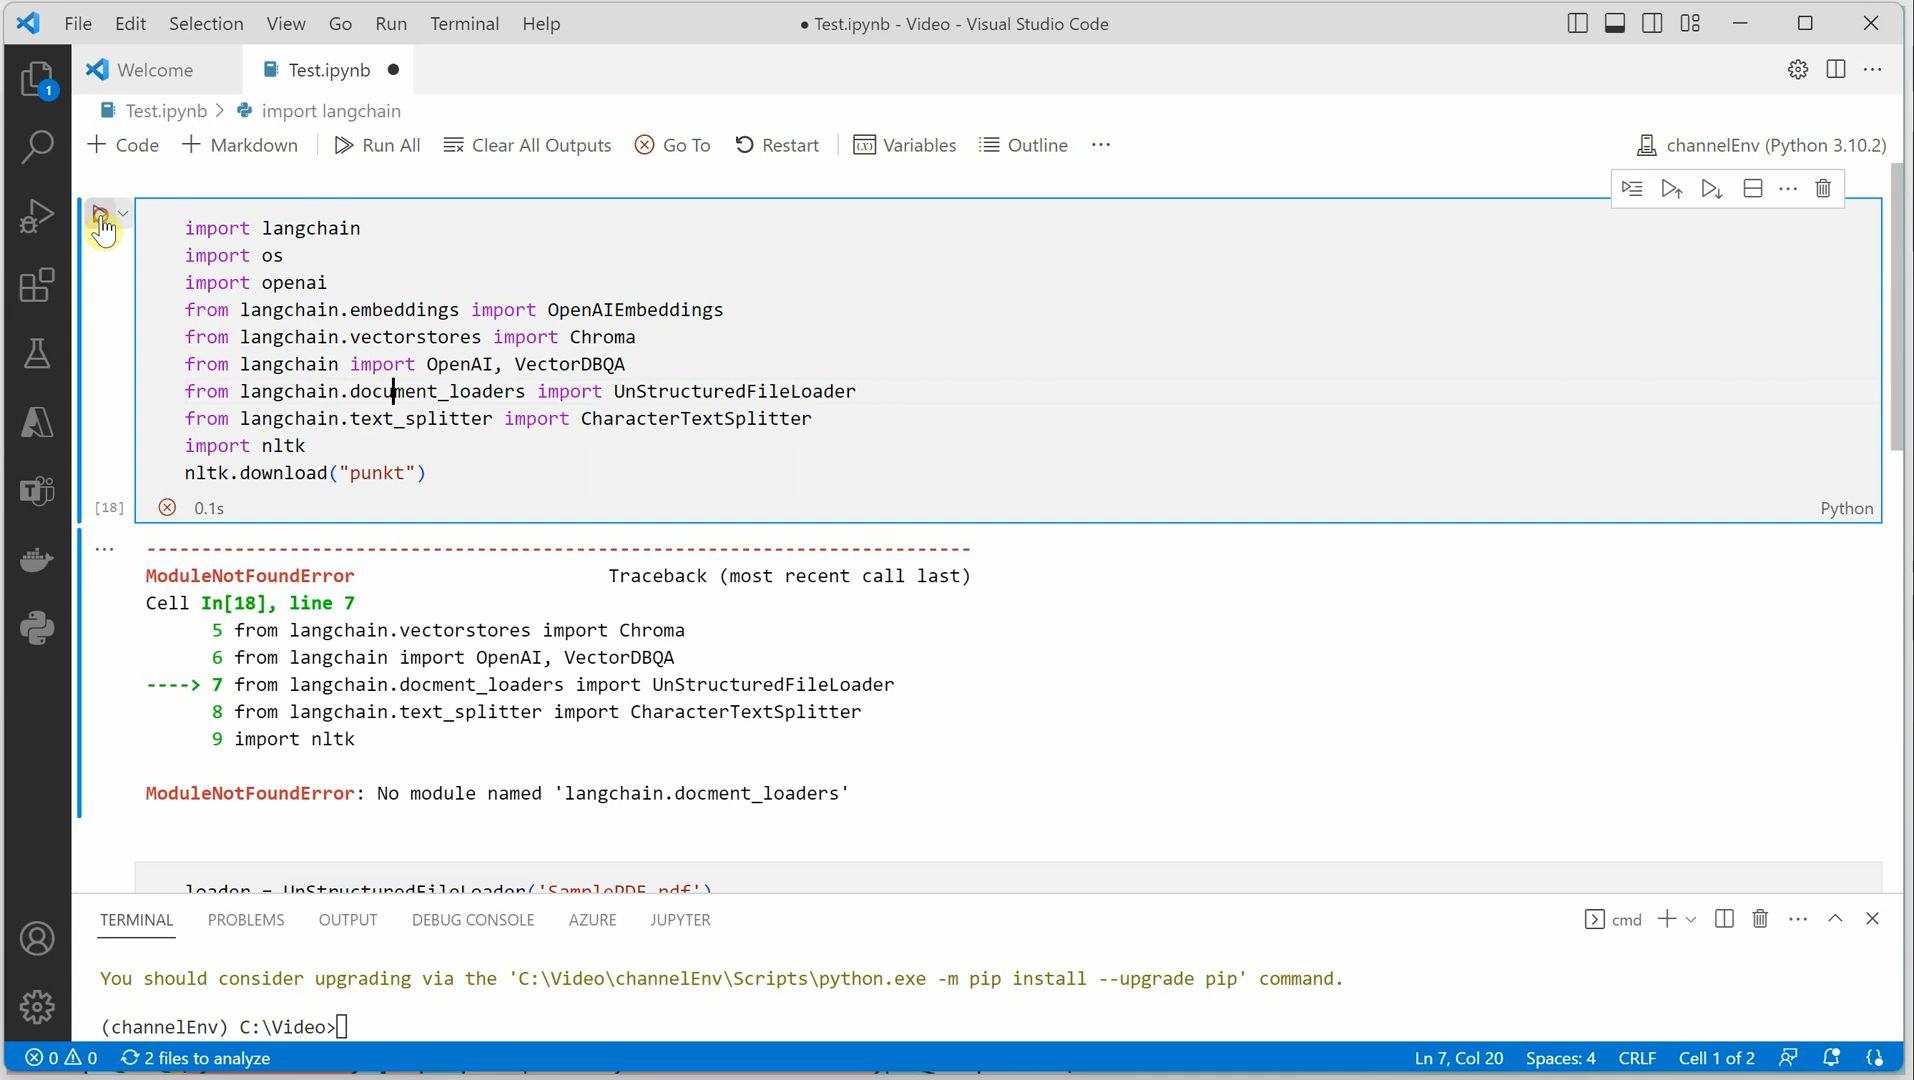 File Edit Selection View Go Run Terminal Help ● Test.ipynb - Video - Visual Studio Code
Welcome Test.ipynb ●
1
Test.ipynb > import langchain
+ Code + Markdown Run All Clear All Outputs Go To Restart Variables Outline ... channelEnv (Python 3.10.2)
import langchain
import os
import openai
from langchain.embeddings import OpenAIEmbeddings
from langchain.vectorstores import Chroma
from langchain import OpenAI, VectorDBQA
from langchain.document_loaders import UnStructuredFileLoader
from langchain.text_splitter import CharacterTextSplitter
import nltk
nltk.download("punkt")
[18] 0.1s Python
--------------------------------------------------------------------------- 
ModuleNotFoundError Traceback (most recent call last)
Cell In[18], line 7
5 from langchain.vectorstores import Chroma
6 from langchain import OpenAI, VectorDBQA
----> 7 from langchain.docment_loaders import UnStructuredFileLoader
8 from langchain.text_splitter import CharacterTextSplitter
9 import nltk
ModuleNotFoundError: No module named 'langchain.docment_loaders'
loader = UnStructuredFileLoader('SamplePDF.pdf')
TERMINAL PROBLEMS OUTPUT DEBUG CONSOLE AZURE JUPYTER cmd
You should consider upgrading via the 'C:\Video\channelEnv\Scripts\python.exe -m pip install --upgrade pip' command.
(channelEnv) C:\Video>
0 0 2 files to analyze Ln 7, Col 20 Spaces: 4 CRLF Cell 1 of 2